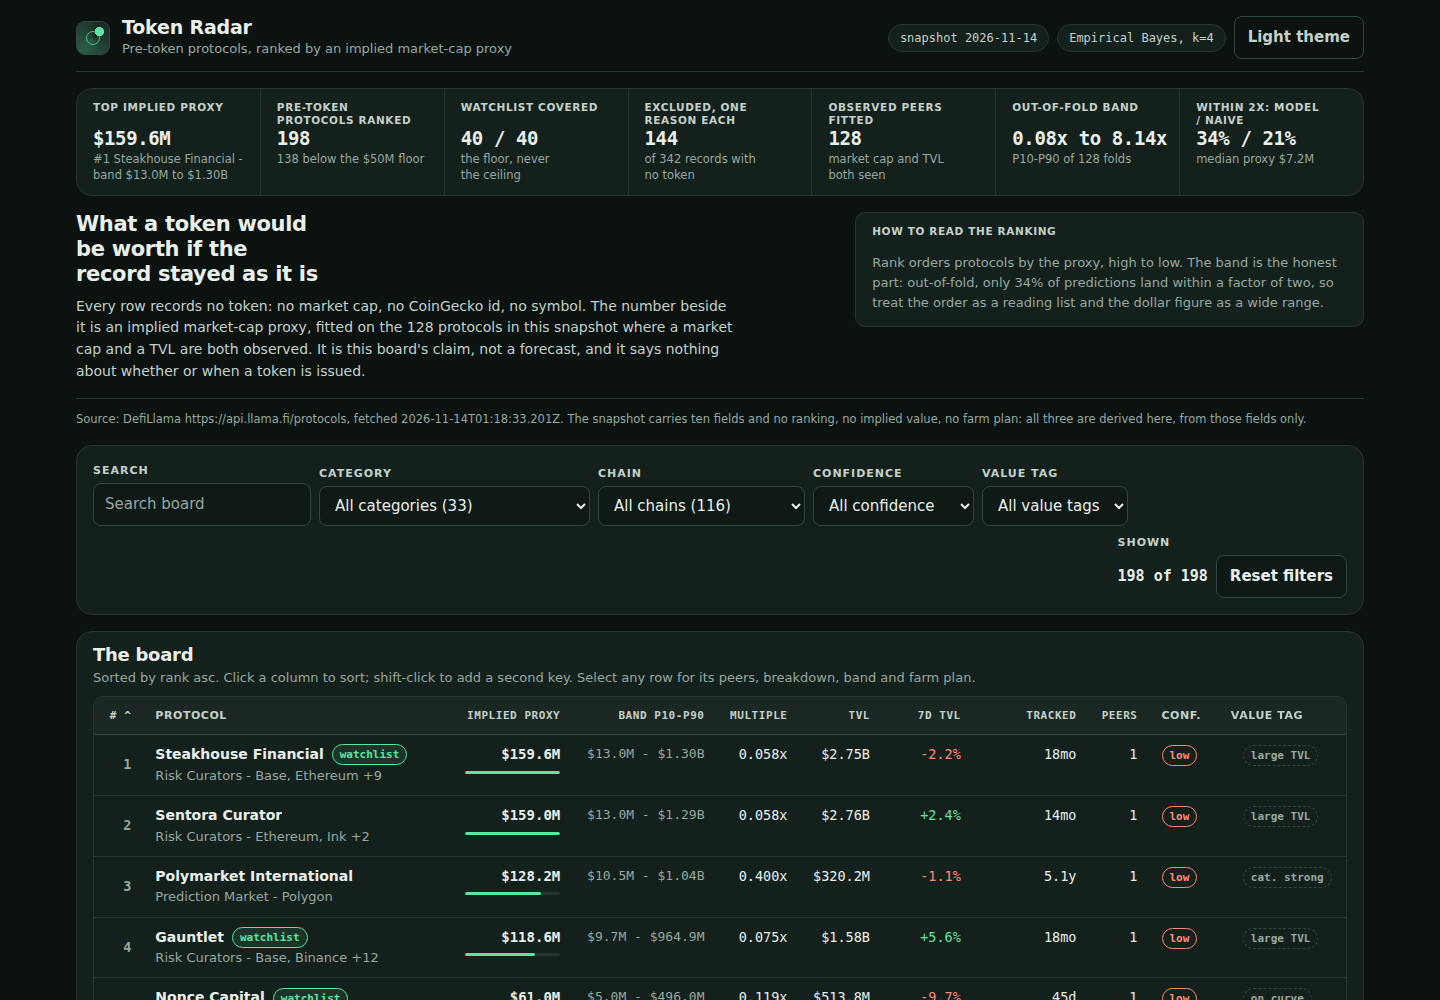 Token Radar
Pre-token protocols, ranked by an implied market-cap proxy
snapshot 2026-11-14
Empirical Bayes, k=4
Light theme
TOP IMPLIED PROXY
$159.6M
#1 Steakhouse Financial -
band $13.0M to $1.30B
PRE-TOKEN
PROTOCOLS RANKED
198
138 below the $50M floor
WATCHLIST COVERED
40 / 40
the floor, never
the ceiling
EXCLUDED, ONE
REASON EACH
144
of 342 records with
no token
OBSERVED PEERS
FITTED
128
market cap and TVL
both seen
OUT-OF-FOLD BAND
0.08x to 8.14x
P10-P90 of 128 folds
WITHIN 2X: MODEL
/ NAIVE
34% / 21%
median proxy $7.2M
What a token would
be worth if the
record stayed as it is
Every row records no token: no market cap, no CoinGecko id, no symbol. The number beside
it is an implied market-cap proxy, fitted on the 128 protocols in this snapshot where a market
cap and a TVL are both observed. It is this board's claim, not a forecast, and it says nothing
about whether or when a token is issued.
HOW TO READ THE RANKING
Rank orders protocols by the proxy, high to low. The band is the honest
part: out-of-fold, only 34% of predictions land within a factor of two, so
treat the order as a reading list and the dollar figure as a wide range.
Source: DefiLlama https://api.llama.fi/protocols, fetched 2026-11-14T01:18:33.201Z. The snapshot carries ten fields and no ranking, no implied value, no farm plan: all three are derived here, from those fields only.
SEARCH
Search board
CATEGORY
All categories (33)
CHAIN
All chains (116)
CONFIDENCE
All confidence
VALUE TAG
All value tags
SHOWN
198 of 198
Reset filters
The board
Sorted by rank asc. Click a column to sort; shift-click to add a second key. Select any row for its peers, breakdown, band and farm plan.
# ^ PROTOCOL IMPLIED PROXY BAND P10-P90 MULTIPLE TVL 7D TVL TRACKED PEERS CONF. VALUE TAG
1 Steakhouse Financial watchlist $159.6M $13.0M - $1.30B 0.058x $2.75B -2.2% 18mo 1 low large TVL
Risk Curators - Base, Ethereum +9
2 Sentora Curator $159.0M $13.0M - $1.29B 0.058x $2.76B +2.4% 14mo 1 low large TVL
Risk Curators - Ethereum, Ink +2
3 Polymarket International $128.2M $10.5M - $1.04B 0.400x $320.2M -1.1% 5.1y 1 low cat. strong
Prediction Market - Polygon
4 Gauntlet watchlist $118.6M $9.7M - $964.9M 0.075x $1.58B +5.6% 18mo 1 low large TVL
Risk Curators - Base, Binance +12
Nonce Capital watchlist $61.0M $5.0M - $496.0M 0.119x $513.8M -9.7% 45d 1 low on curve